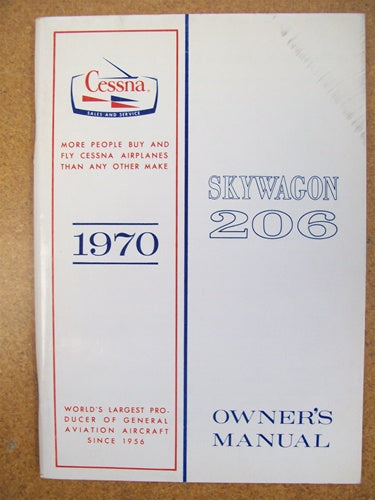 Cessna
SALES AND SERVICE
MORE PEOPLE BUY AND
FLY CESSNA AIRPLANES
THAN ANY OTHER MAKE
1970
WORLD'S LARGEST PRO-
DUCER OF GENERAL
AVIATION AIRCRAFT
SINCE 1956
SKYWAGON
206
OWNER'S
MANUAL